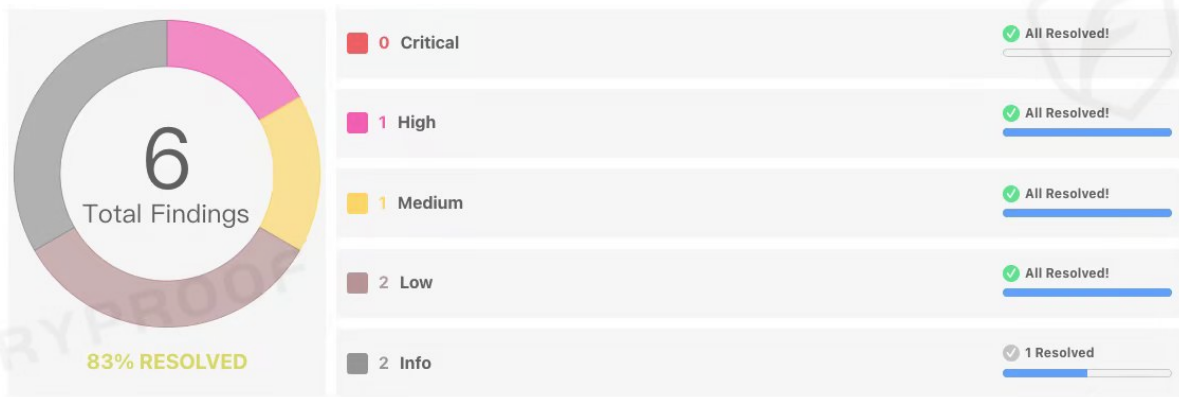 6
Total Findings
83% RESOLVED
0 Critical
All Resolved!
1 High
All Resolved!
1 Medium
All Resolved!
2 Low
All Resolved!
2 Info
1 Resolved
RYPROOF